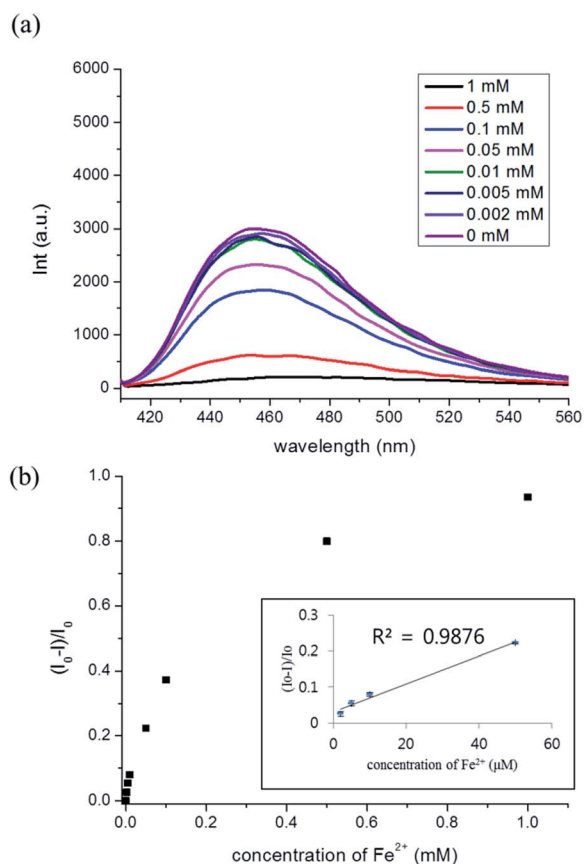 (a)
6000
5000
4000
3000
2000
1000
0
Int (a.u.)
1 mM
0.5 mM
0.1 mM
0.05 mM
0.01 mM
0.005 mM
0.002 mM
0 mM
420 440 460 480 500 520 540 560
wavelength (nm)
(b)
1.0
0.8
0.6
0.4
0.2
0.0
(I₀-I)/I₀
0.3
0.2
0.1
0
(Io-I)/Io
R² = 0.9876
0 20 40 60
concentration of Fe²⁺ (μM)
0.0 0.2 0.4 0.6 0.8 1.0
concentration of Fe²⁺ (mM)